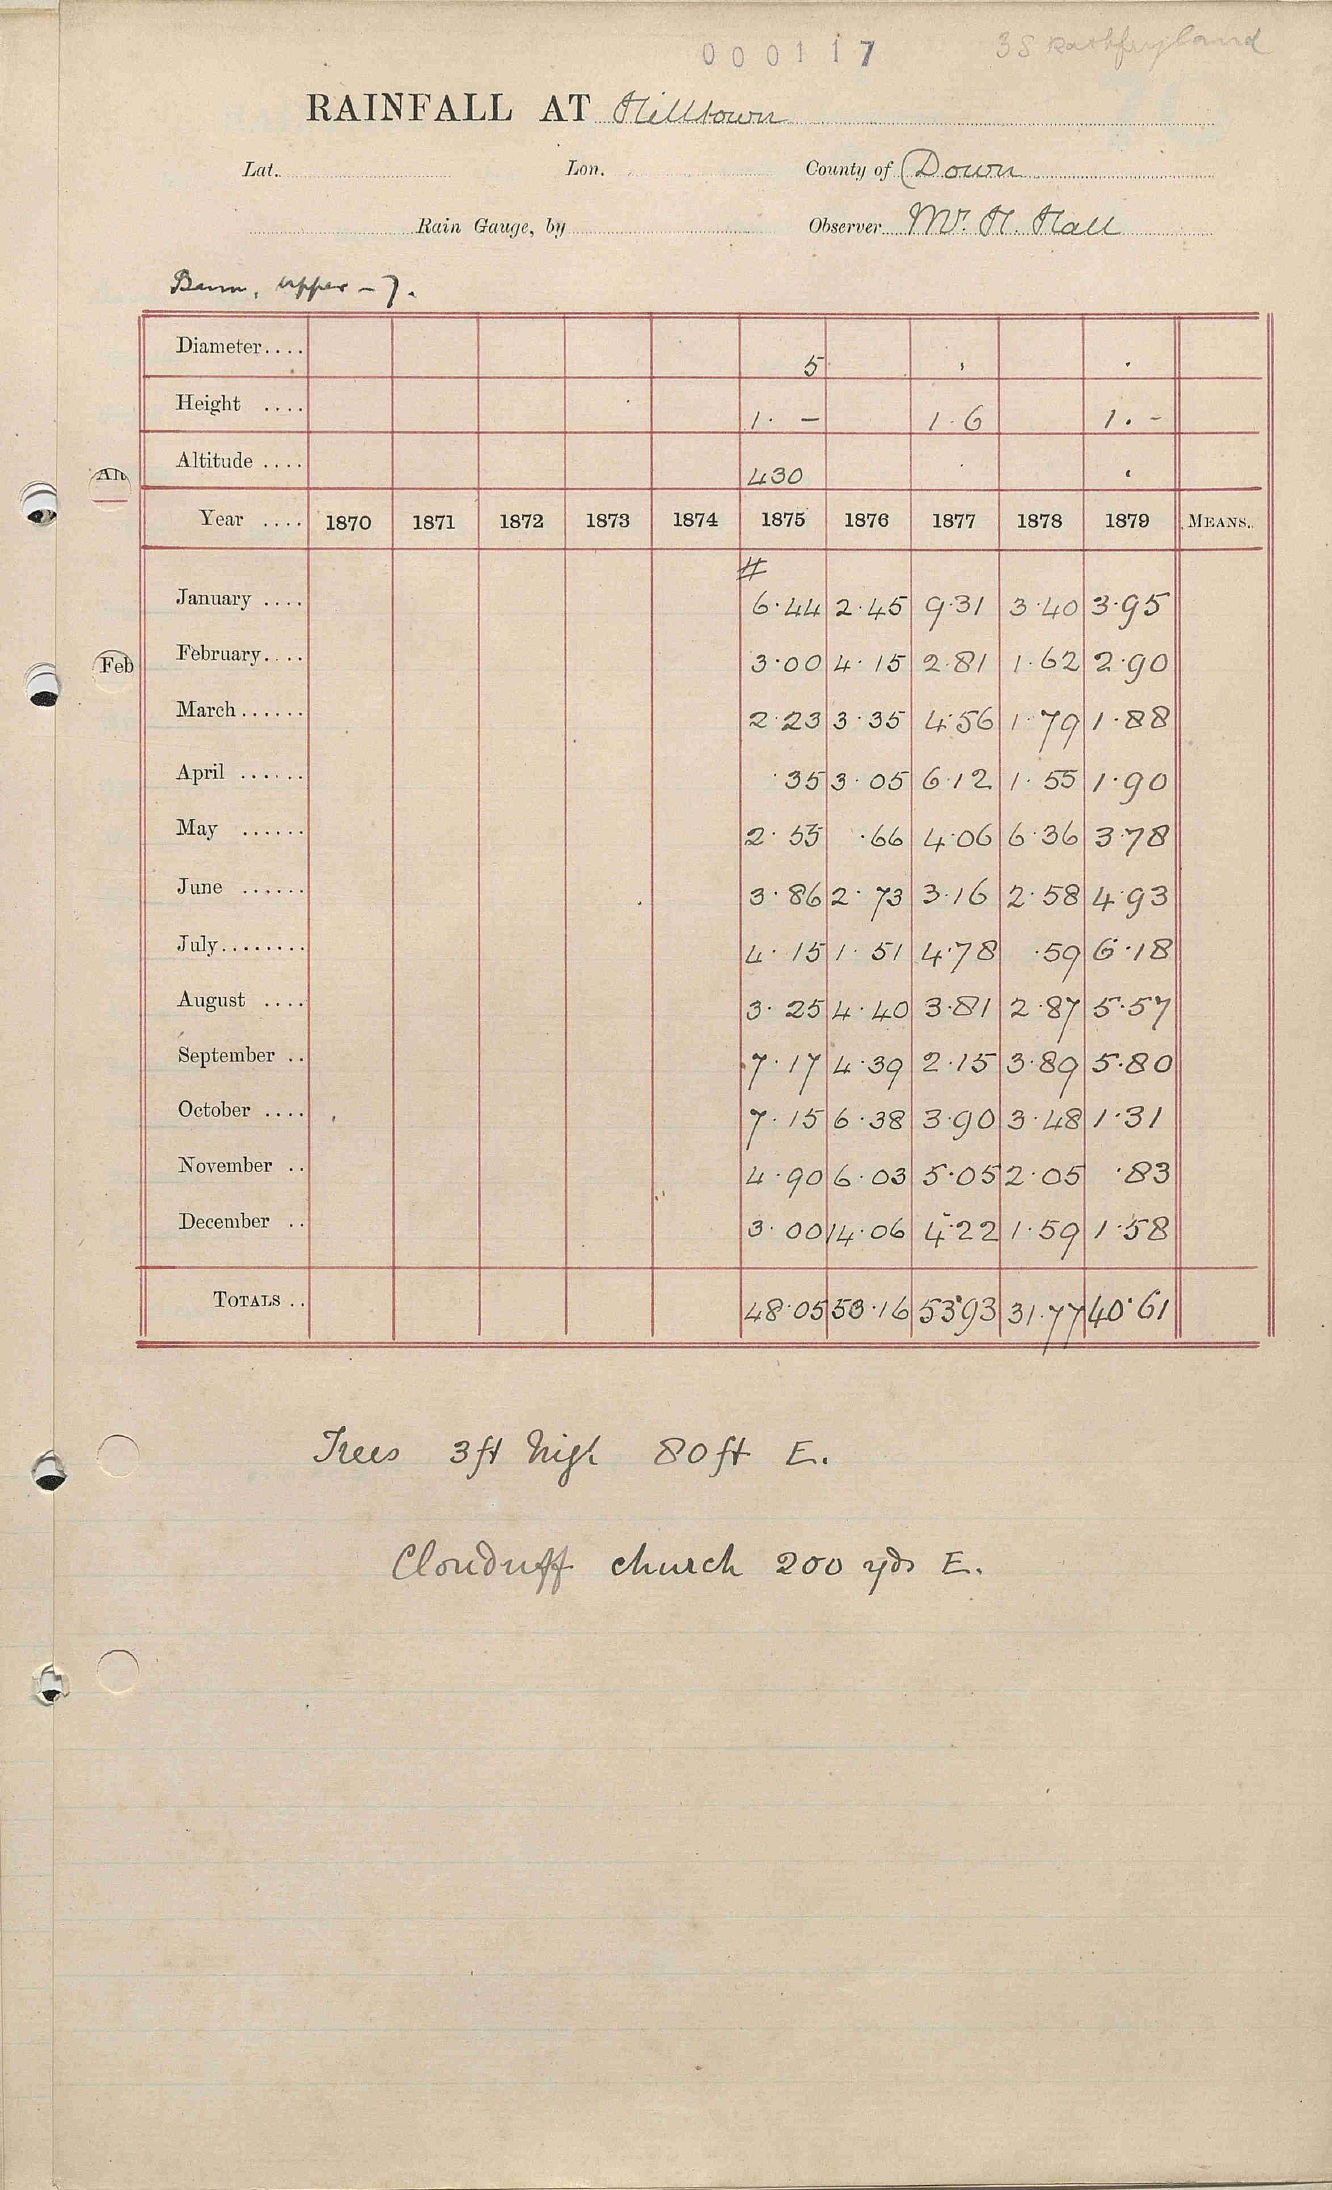 000117 3 S Rathfryland
RAINFALL AT Hilltown
Lat. Lon. County of Down
Rain Gauge, by Observer Mr. H. Hall
Bann, Upper - 7.
Diameter.... 5 ' .
Height .... 1. – 1.6 1. -
Altitude .... 430 . '
Year .... 1870 1871 1872 1873 1874 1875 1876 1877 1878 1879 MEANS.
#
January .... 6.44 2.45 9.31 3.40 3.95
February.... 3.00 4.15 2.81 1.62 2.90
March...... 2.23 3.35 4.56 1.79 1.88
April ...... .35 3.05 6.12 1.55 1.90
May ...... 2.55 .66 4.06 6.36 3.78
June ...... 3.86 2.73 3.16 2.58 4.93
July........ 4.15 1.51 4.78 .59 6.18
August .... 3.25 4.40 3.81 2.87 5.57
September .. 7.17 4.39 2.15 3.89 5.80
October .... 7.15 6.38 3.90 3.48 1.31
November .. 4.90 6.03 5.05 2.05 .83
December .. 3.00 14.06 4.22 1.59 1.58
TOTALS .. 48.05 53.16 53.93 31.77 40.61
Trees 3ft high 80ft E.
Clonduff church 200 yds E.
Feb